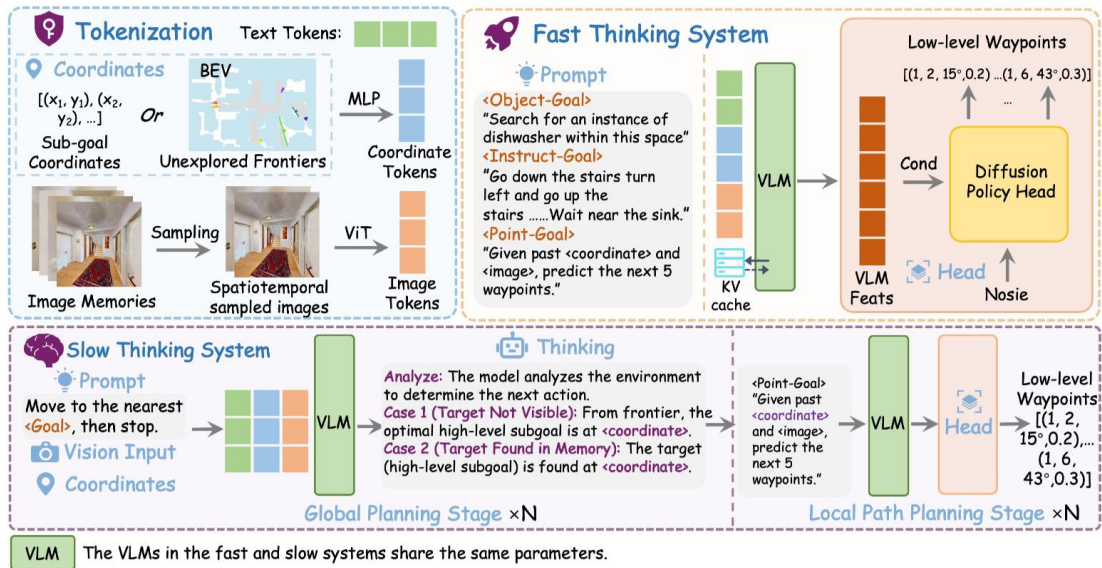 Tokenization
Text Tokens:
Coordinates
[(x₁, y₁), (x₂,
y₂), ...]
Or
Sub-goal
Coordinates
BEV
Unexplored Frontiers
MLP
Coordinate
Tokens
Sampling
ViT
Image Memories
Spatiotemporal
sampled images
Image
Tokens
Fast Thinking System
Prompt
<Object-Goal>
"Search for an instance of
dishwasher within this space"
<Instruct-Goal>
"Go down the stairs turn
left and go up the
stairs ......Wait near the sink."
<Point-Goal>
"Given past <coordinate> and
<image>, predict the next 5
waypoints."
VLM
KV
cache
Low-level Waypoints
[(1, 2, 15°,0.2) ...(1, 6, 43°,0.3)]
...
Cond
Diffusion
Policy Head
VLM
Feats
Head
Nosie
Slow Thinking System
Prompt
Move to the nearest
<Goal>, then stop.
Vision Input
Coordinates
VLM
Thinking
Analyze: The model analyzes the environment
to determine the next action.
Case 1 (Target Not Visible): From frontier, the
optimal high-level subgoal is at <coordinate>.
Case 2 (Target Found in Memory): The target
(high-level subgoal) is found at <coordinate>.
Global Planning Stage ×N
<Point-Goal>
"Given past
<coordinate>
and <image>,
predict the
next 5
waypoints."
VLM
Head
Low-level
Waypoints
[(1, 2,
15°,0.2),...
(1, 6,
43°,0.3)]
Local Path Planning Stage ×N
VLM
The VLMs in the fast and slow systems share the same parameters.